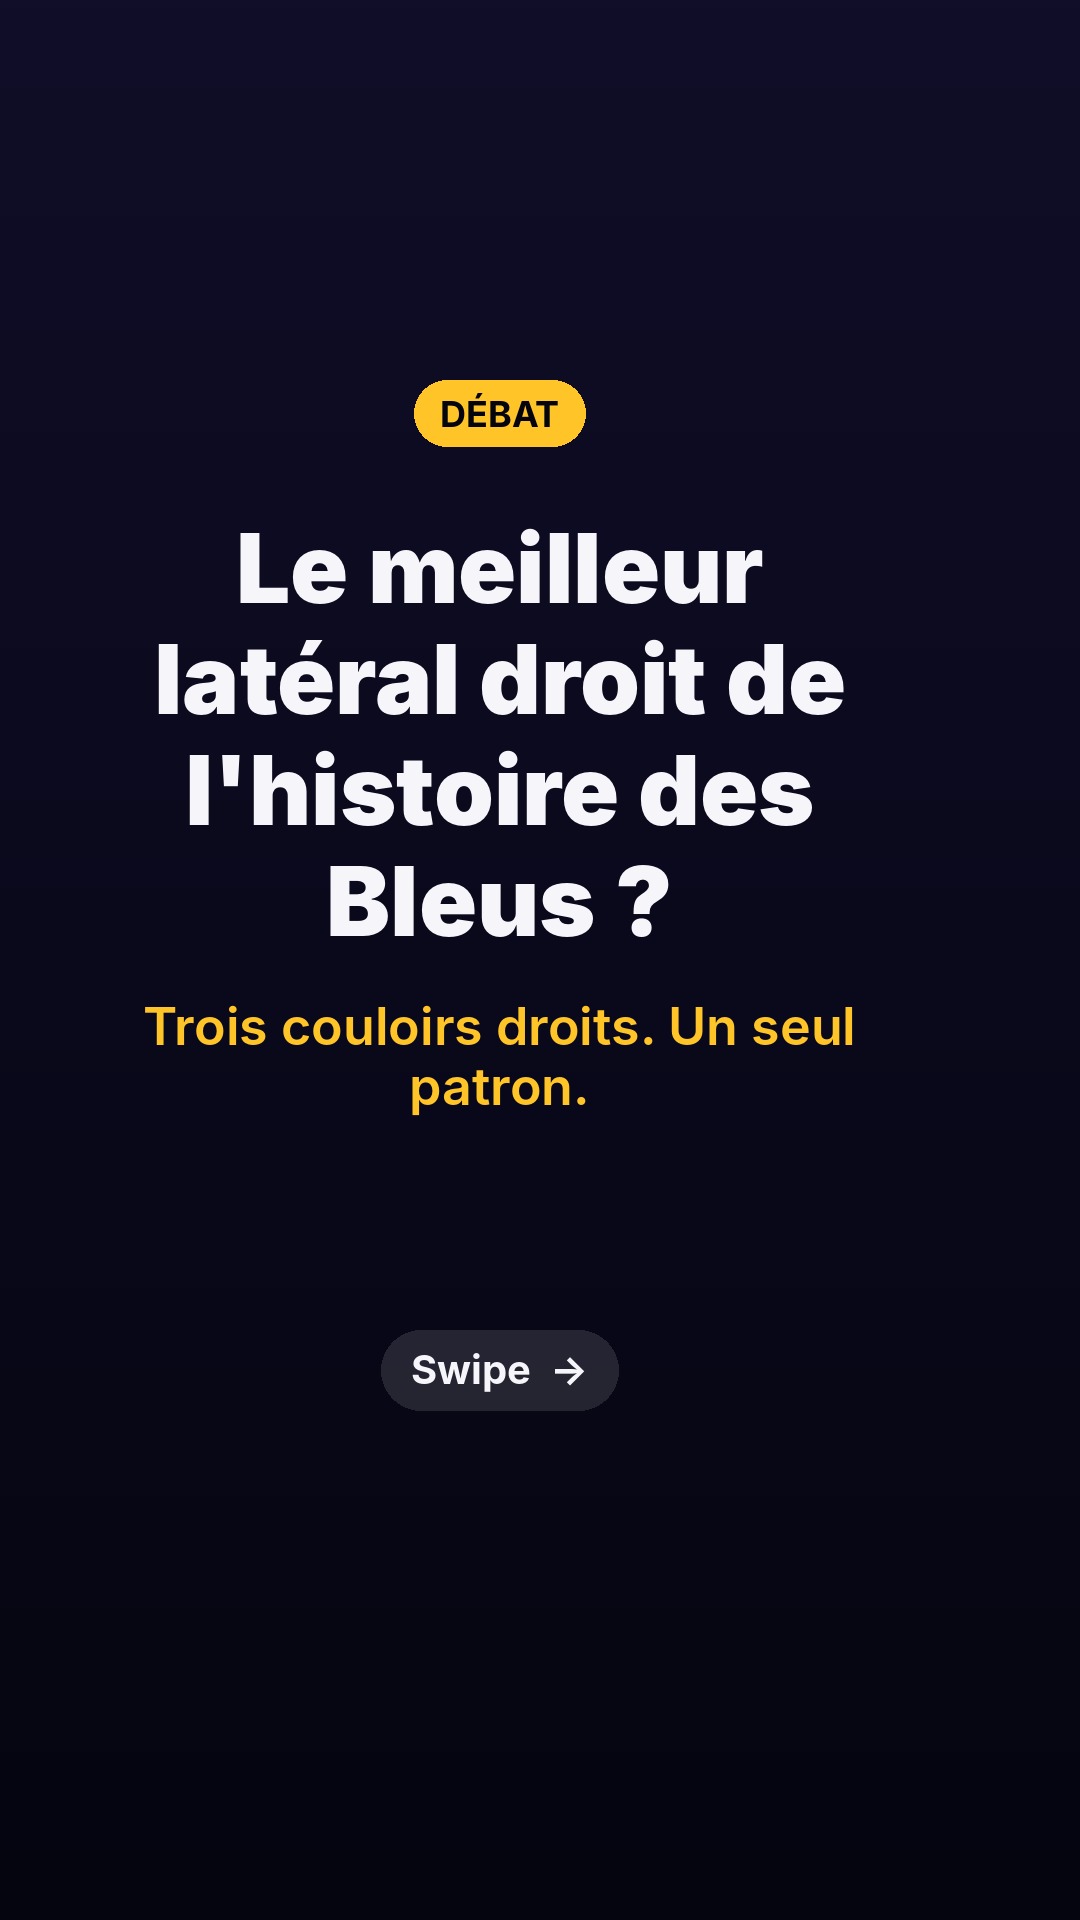 DÉBAT
Le meilleur
latéral droit de
l'histoire des
Bleus ?
Trois couloirs droits. Un seul
patron.
Swipe →